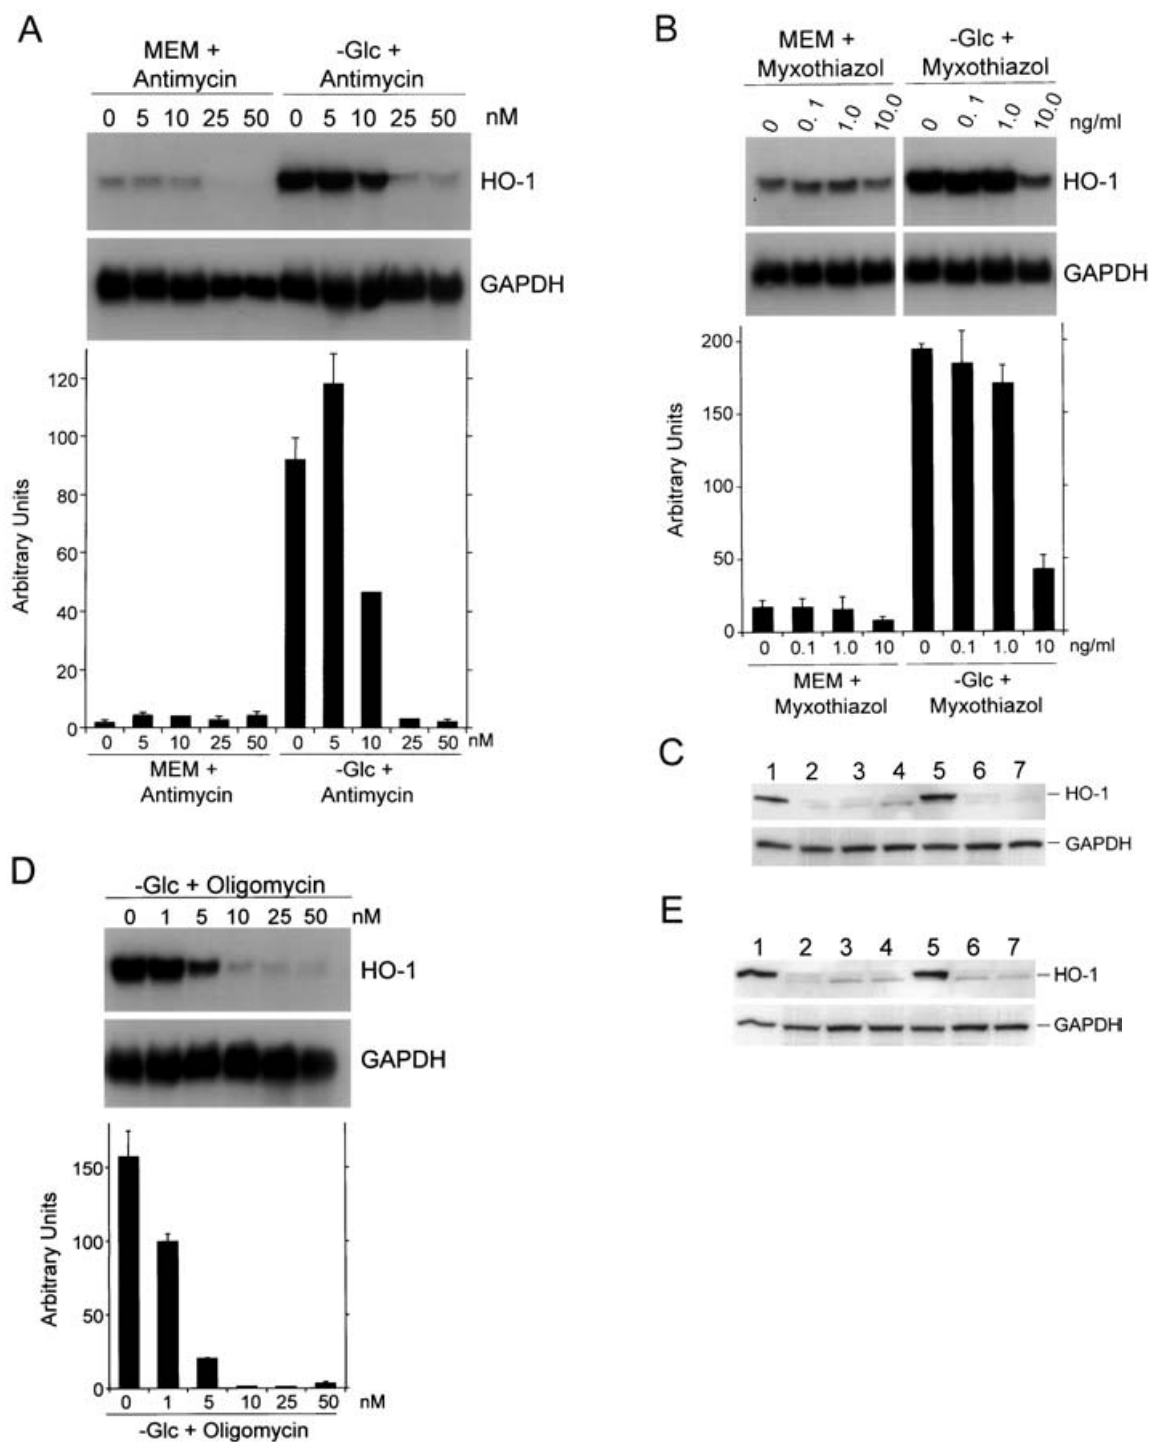 A
MEM +
Antimycin
-Glc +
Antimycin
0 5 10 25 50 0 5 10 25 50 nM
HO-1
GAPDH
120
100
80
60
40
20
0
Arbitrary Units
0 5 10 25 50 0 5 10 25 50 nM
MEM +
Antimycin
-Glc +
Antimycin
B
MEM +
Myxothiazol
-Glc +
Myxothiazol
0 0.1 1.0 10.0 0 0.1 1.0 10.0 ng/ml
HO-1
GAPDH
200
150
100
50
0
Arbitrary Units
0 0.1 1.0 10 0 0.1 1.0 10 ng/ml
MEM +
Myxothiazol
-Glc +
Myxothiazol
C
1 2 3 4 5 6 7
HO-1
GAPDH
D
-Glc + Oligomycin
0 1 5 10 25 50 nM
HO-1
GAPDH
150
100
50
0
Arbitrary Units
0 1 5 10 25 50 nM
-Glc + Oligomycin
E
1 2 3 4 5 6 7
HO-1
GAPDH